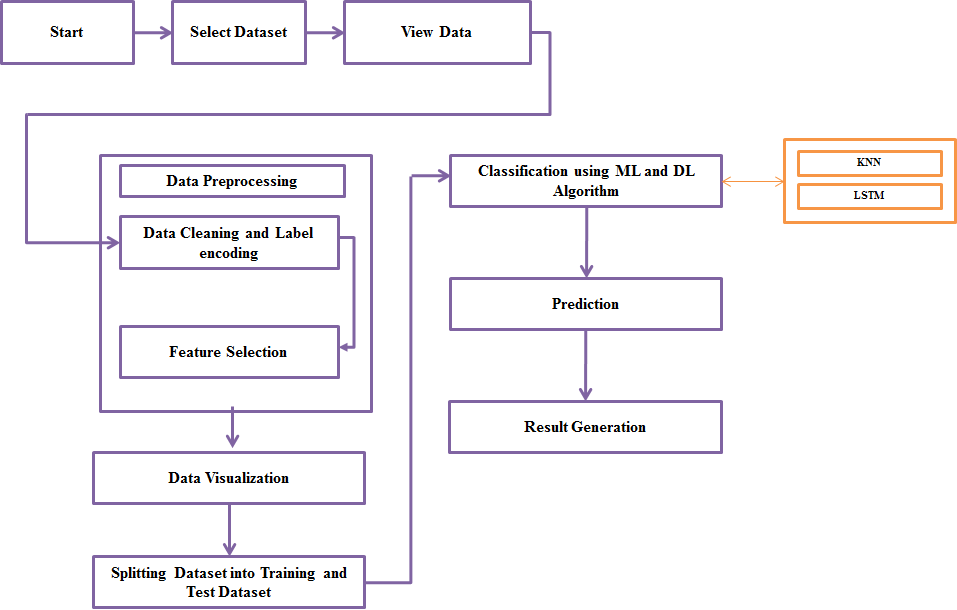 Start
Select Dataset
View Data
Data Preprocessing
Data Cleaning and Label
encoding
Feature Selection
Data Visualization
Splitting Dataset into Training and
Test Dataset
Classification using ML and DL
Algorithm
KNN
LSTM
Prediction
Result Generation